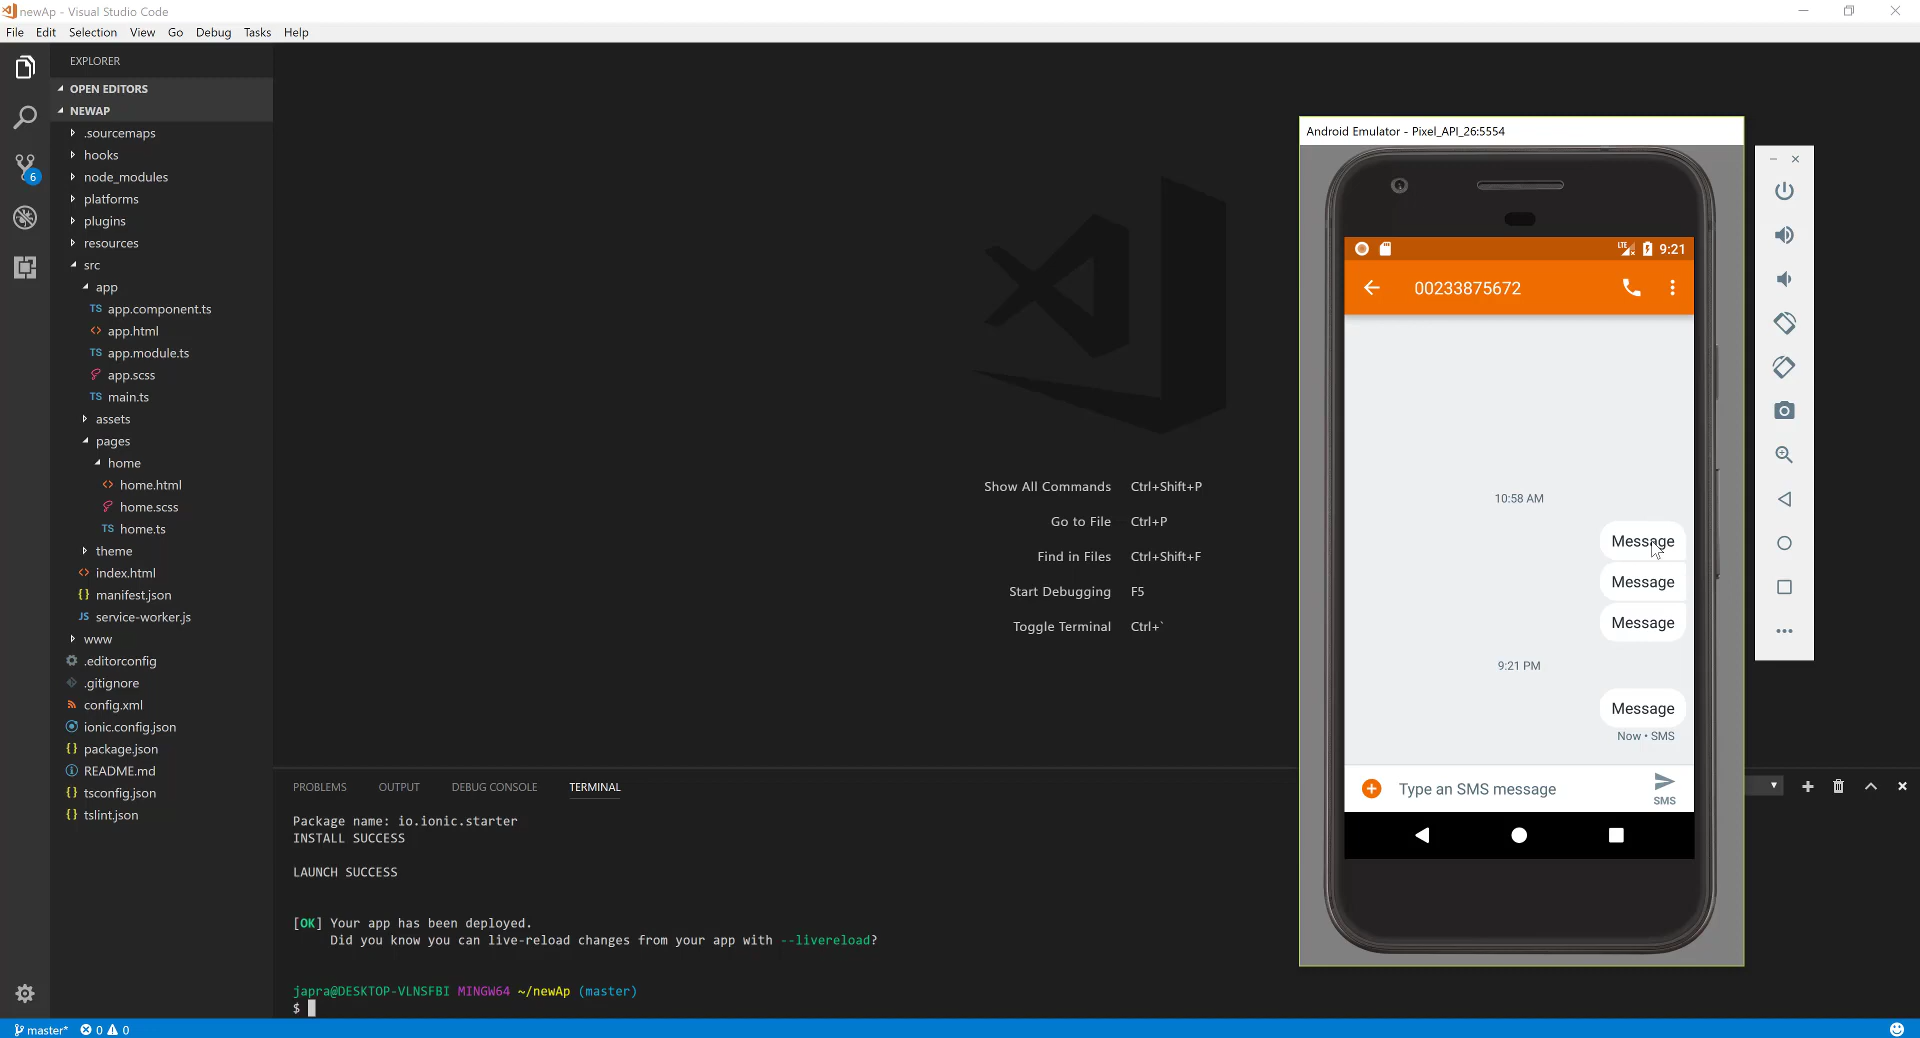 newAp - Visual Studio Code
File Edit Selection View Go Debug Tasks Help
EXPLORER
OPEN EDITORS
NEWAP
.sourcemaps
hooks
node_modules
platforms
plugins
resources
src
app
TS app.component.ts
<> app.html
TS app.module.ts
app.scss
TS main.ts
assets
pages
home
<> home.html
home.scss
TS home.ts
theme
<> index.html
{} manifest.json
JS service-worker.js
www
.editorconfig
.gitignore
config.xml
ionic.config.json
{} package.json
README.md
{} tsconfig.json
{} tslint.json
6
Show All Commands Ctrl+Shift+P
Go to File Ctrl+P
Find in Files Ctrl+Shift+F
Start Debugging F5
Toggle Terminal Ctrl+`
PROBLEMS OUTPUT DEBUG CONSOLE TERMINAL
Package name: io.ionic.starter
INSTALL SUCCESS
LAUNCH SUCCESS
[OK] Your app has been deployed.
Did you know you can live-reload changes from your app with --livereload?
japra@DESKTOP-VLNSFBI MINGW64 ~/newAp (master)
$
Android Emulator - Pixel_API_26:5554
LTE 9:21
00233875672
10:58 AM
Message
Message
Message
9:21 PM
Message
Now • SMS
Type an SMS message
SMS
master* 0 0